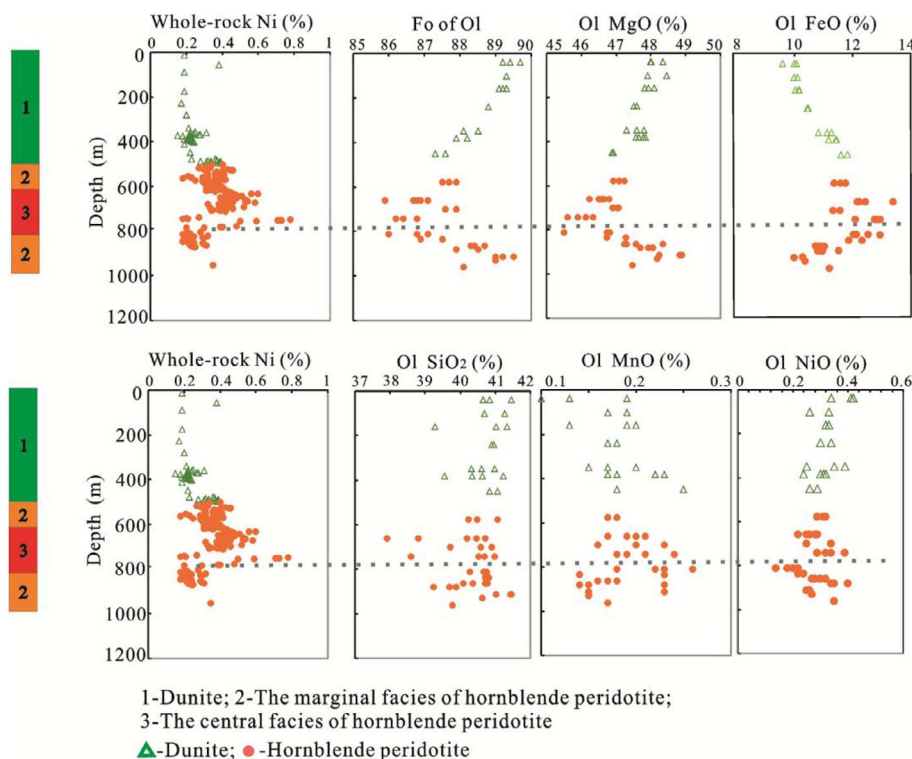 Whole-rock Ni (%) Fo of Ol Ol MgO (%) Ol FeO (%)
0 0.2 0.4 0.6 0.8 1 85 86 87 88 89 90 45 46 47 48 49 50 8 10 12 14
0
200
400
600
800
1000
1200
Depth (m)
1
2
3
2
Whole-rock Ni (%) Ol SiO2 (%) Ol MnO (%) Ol NiO (%)
0 0.2 0.4 0.6 0.8 1 37 38 39 40 41 42 0.1 0.2 0.3 0 0.2 0.4 0.6
0
200
400
600
800
1000
1200
Depth (m)
1
2
3
2
1-Dunite; 2-The marginal facies of hornblende peridotite;
3-The central facies of hornblende peridotite
-Dunite; -Hornblende peridotite